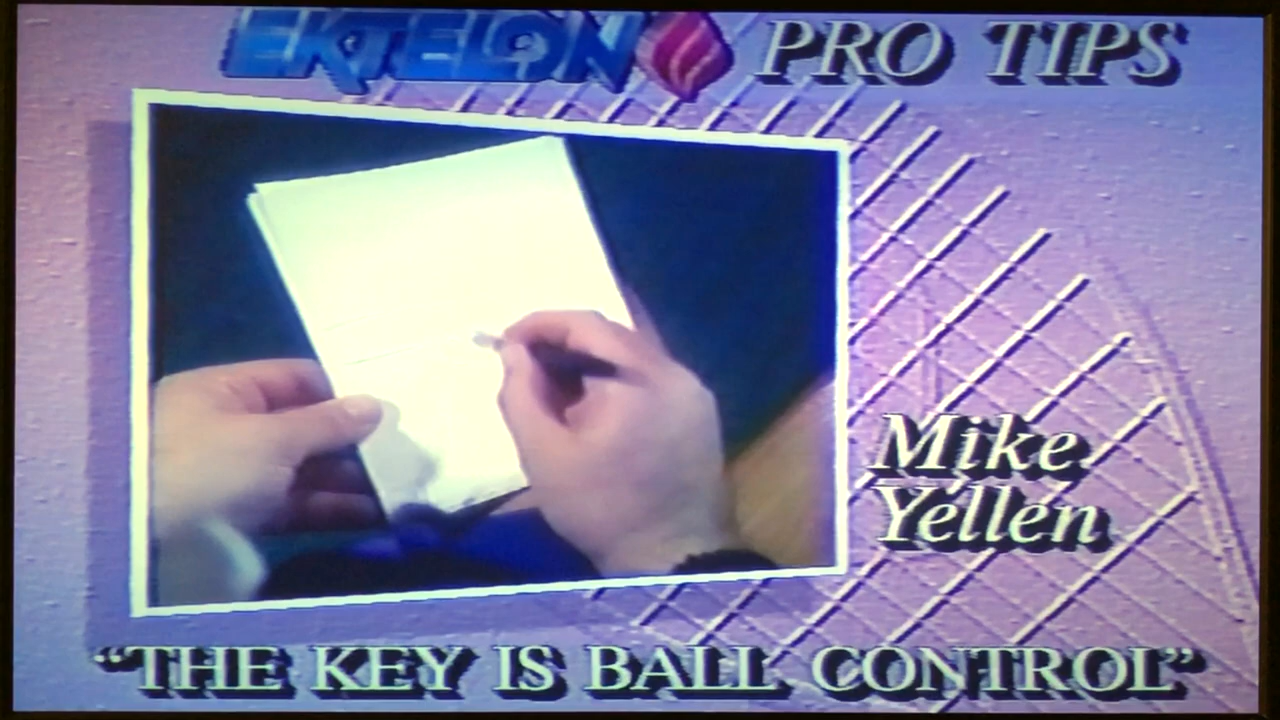 EKTELON PRO TIPS
Mike
Yellen
“THE KEY IS BALL CONTROL”